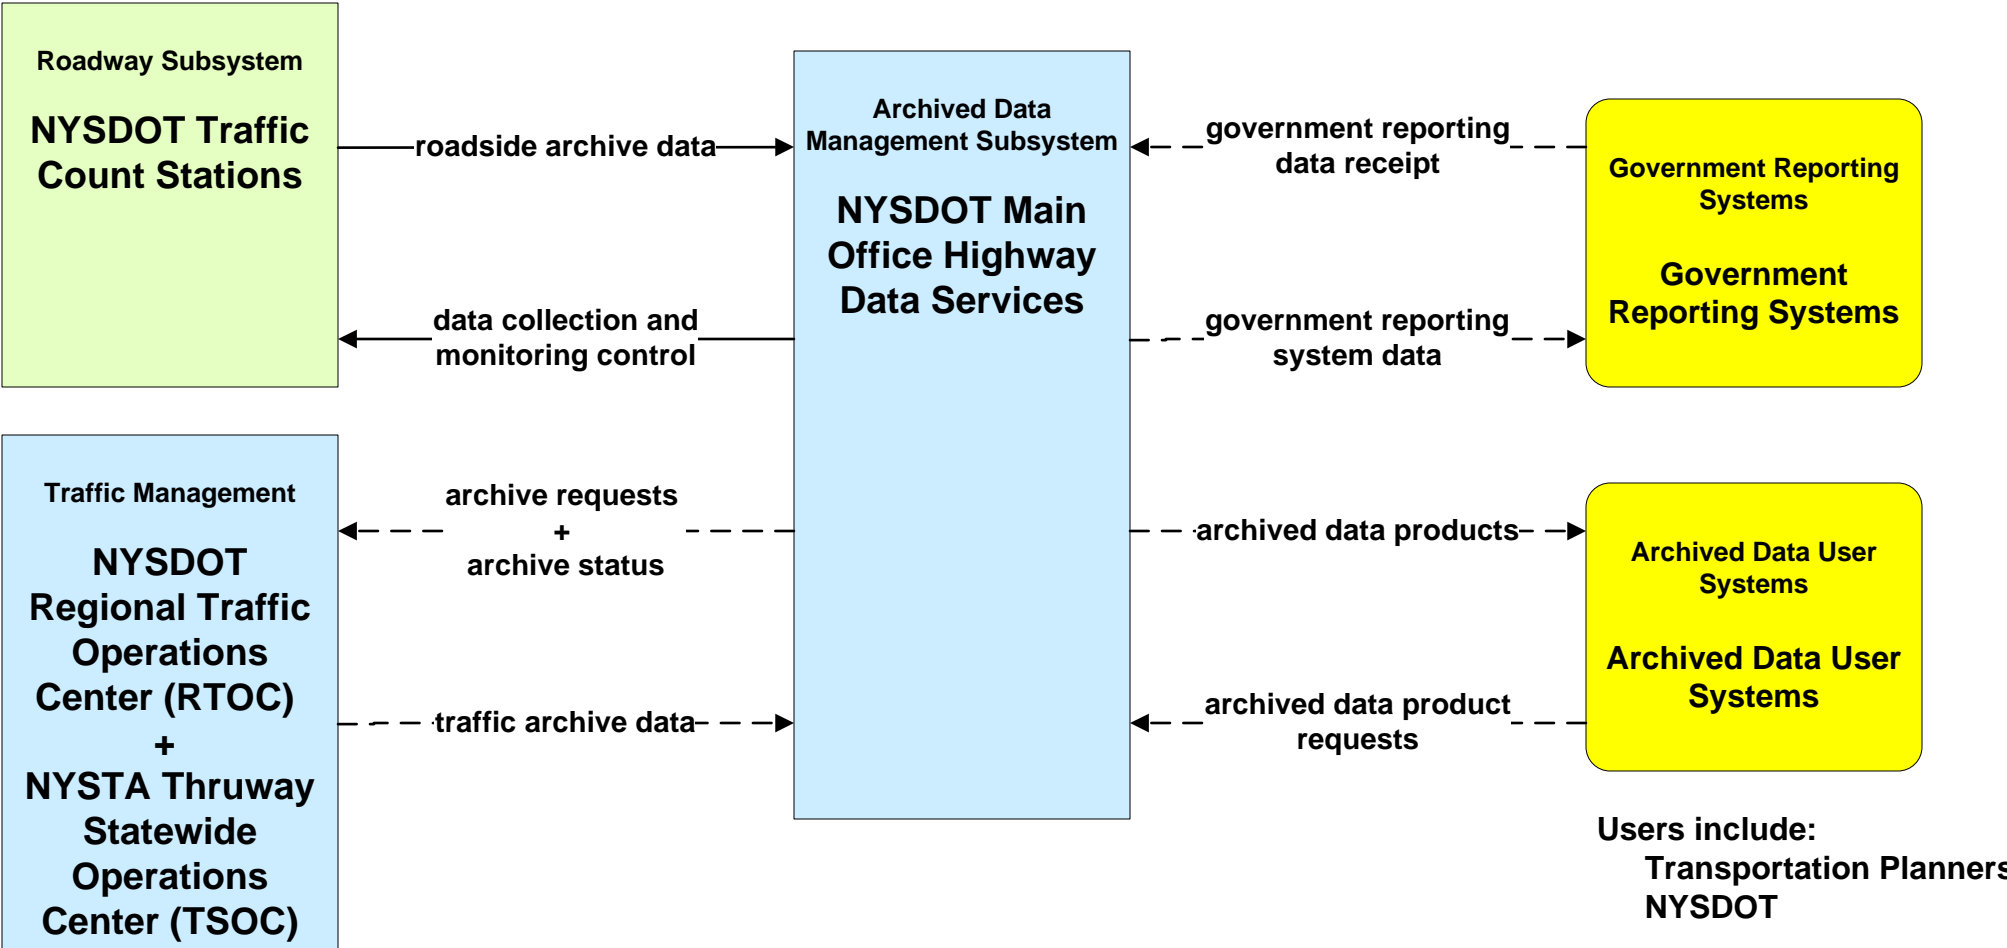 Roadway Subsystem
NYSDOT Traffic
Count Stations
roadside archive data
data collection and
monitoring control
Traffic Management
NYSDOT
Regional Traffic
Operations
Center (RTOC)
+
NYSTA Thruway
Statewide
Operations
Center (TSOC)
archive requests
+
archive status
traffic archive data
Archived Data
Management Subsystem
NYSDOT Main
Office Highway
Data Services
government reporting
data receipt
government reporting
system data
archived data products
archived data product
requests
Government Reporting
Systems
Government
Reporting Systems
Archived Data User
Systems
Archived Data User
Systems
Users include:
Transportation Planners
NYSDOT